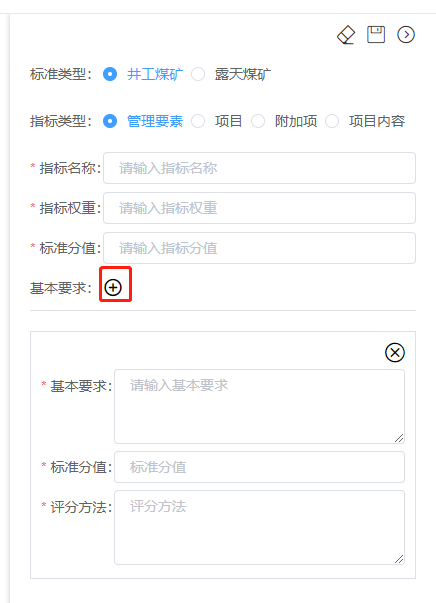 标准类型： 井工煤矿 露天煤矿
指标类型： 管理要素 项目 附加项 项目内容
* 指标名称： 请输入指标名称
* 指标权重： 请输入指标权重
* 标准分值： 请输入指标分值
基本要求：
* 基本要求： 请输入基本要求
* 标准分值： 标准分值
* 评分方法： 评分方法